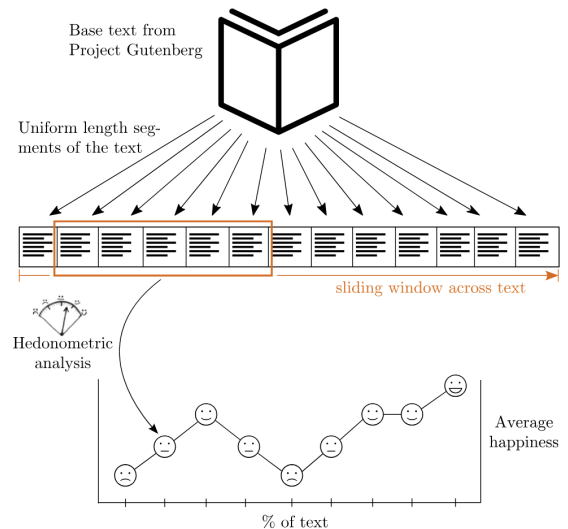 Base text from
Project Gutenberg
Uniform length seg-
ments of the text
sliding window across text
Hedonometric
analysis
Average
happiness
% of text